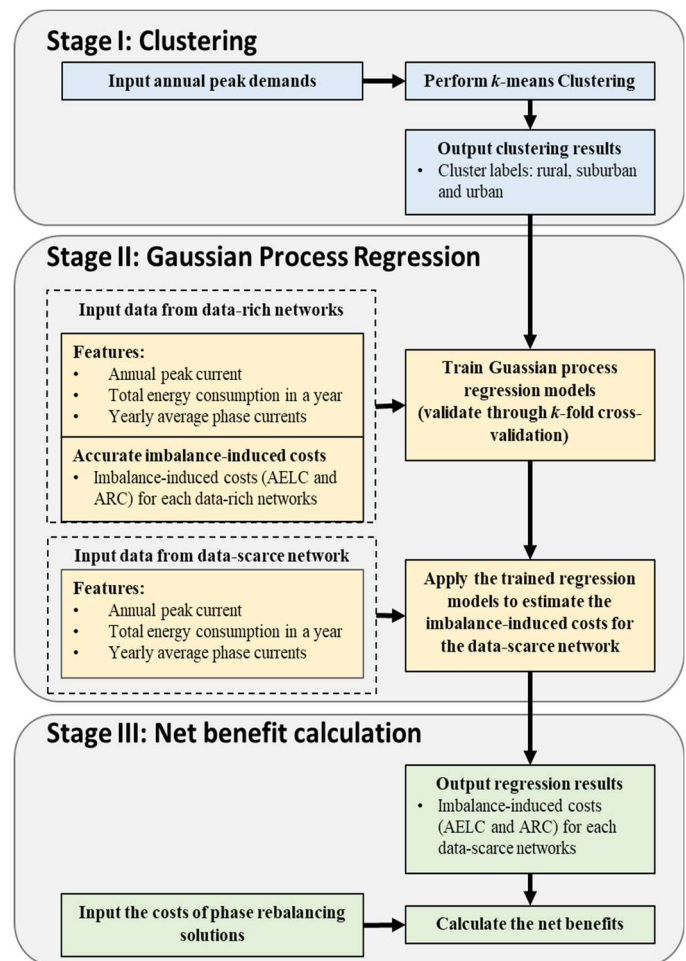 Stage I: Clustering
Input annual peak demands
Perform k-means Clustering
Output clustering results
• Cluster labels: rural, suburban
and urban
Stage II: Gaussian Process Regression
Input data from data-rich networks
Features:
• Annual peak current
• Total energy consumption in a year
• Yearly average phase currents
Accurate imbalance-induced costs
• Imbalance-induced costs (AELC and
ARC) for each data-rich networks
Train Guassian process
regression models
(validate through k-fold cross-
validation)
Input data from data-scarce network
Features:
• Annual peak current
• Total energy consumption in a year
• Yearly average phase currents
Apply the trained regression
models to estimate the
imbalance-induced costs for
the data-scarce network
Stage III: Net benefit calculation
Output regression results
• Imbalance-induced costs
(AELC and ARC) for each
data-scarce networks
Input the costs of phase rebalancing
solutions
Calculate the net benefits